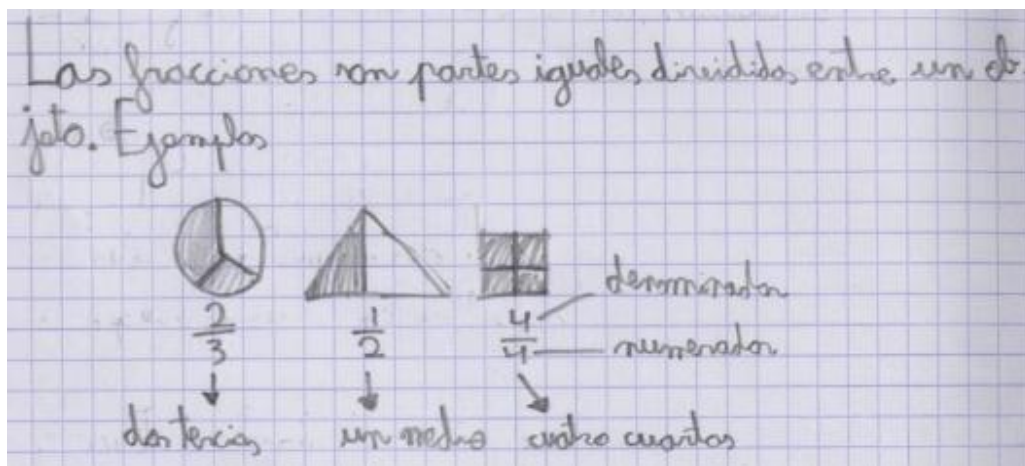 Las fracciones son partes iguales divididas entre un ob
jeto. Ejemplos
denominador
2/3 1/2 4/4 numerador
dos tercios un medio cuatro cuartos